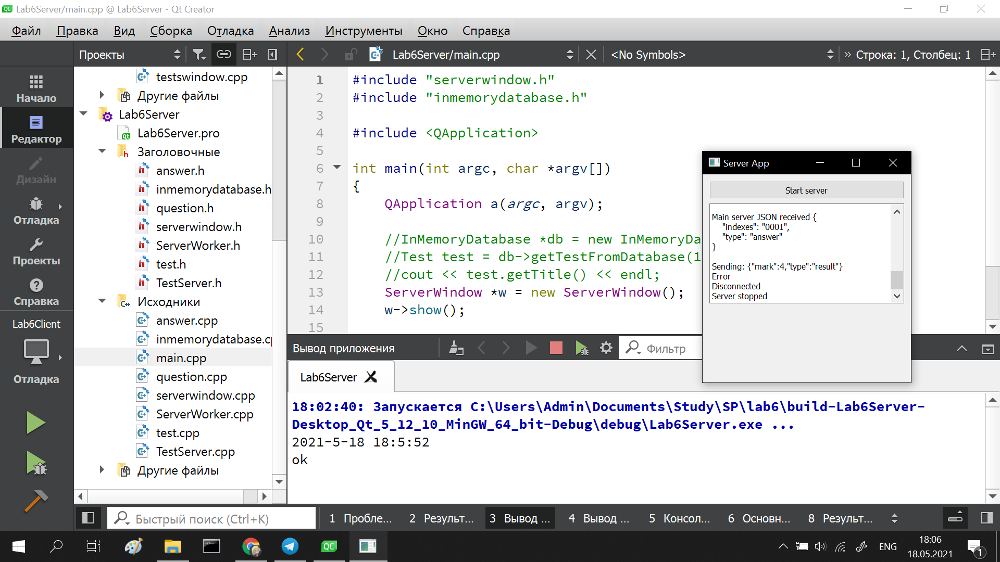 Lab6Server/main.cpp @ Lab6Server - Qt Creator
Файл Правка Вид Сборка Отладка Анализ Инструменты Окно Справка
Проекты
Lab6Server/main.cpp
<No Symbols>
» Строка: 1, Столбец: 1
Начало
Редактор
Дизайн
Отладка
Проекты
Справка
Lab6Client
Отладка
testswindow.cpp
Другие файлы
Lab6Server
Lab6Server.pro
Заголовочные
answer.h
inmemorydatabase.h
question.h
serverwindow.h
ServerWorker.h
test.h
TestServer.h
Исходники
answer.cpp
inmemorydatabase.cp
main.cpp
question.cpp
serverwindow.cpp
ServerWorker.cpp
test.cpp
TestServer.cpp
Другие файлы
1 #include "serverwindow.h"
2 #include "inmemorydatabase.h"
3
4 #include <QApplication>
5
6 int main(int argc, char *argv[])
7 {
8 QApplication a(argc, argv);
9
10 //InMemoryDatabase *db = new InMemoryDa
11 //Test test = db->getTestFromDatabase(1
12 //cout << test.getTitle() << endl;
13 ServerWindow *w = new ServerWindow();
14 w->show();
15
Server App
Start server
Main server JSON received {
"indexes": "0001",
"type": "answer"
}
Sending: {"mark":4,"type":"result"}
Error
Disconnected
Server stopped
Вывод приложения
Фильтр
Lab6Server
18:02:40: Запускается C:\Users\Admin\Documents\Study\SP\lab6\build-Lab6Server-
Desktop_Qt_5_12_10_MinGW_64_bit-Debug\debug\Lab6Server.exe ...
2021-5-18 18:5:52
ok
Быстрый поиск (Ctrl+K)
1 Пробле... 2 Результ... 3 Вывод ... 4 Вывод ... 5 Консол... 6 Основн... 8 Результ...
ENG
18:06
18.05.2021
1